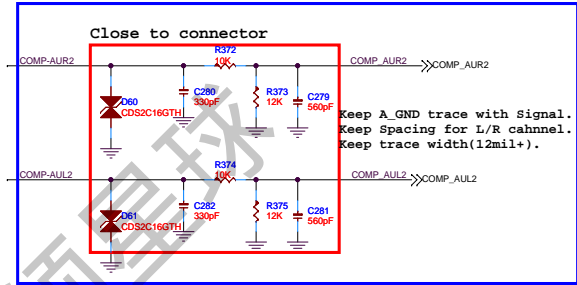 Close to connector
R372
COMP-AUR2
10K
COMP_AUR2
COMP_AUR2
D60
CDS2C16GTH
C280
330pF
R373
12K
C279
560pF
Keep A_GND trace with Signal.
Keep Spacing for L/R cahnnel.
Keep trace width(12mil+).
R374
COMP-AUL2
10K
COMP_AUL2
COMP_AUL2
D61
CDS2C16GTH
C282
330pF
R375
12K
C281
560pF
星球